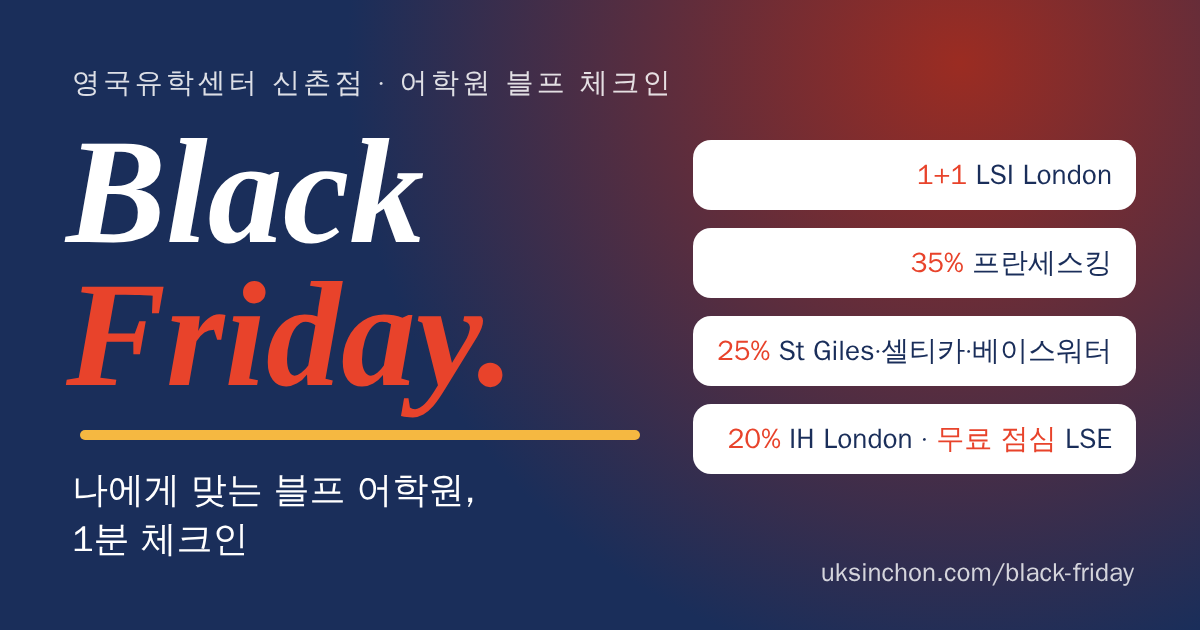 영국유학센터 신촌점 · 어학원 블프 체크인
Black
Friday.
나에게 맞는 블프 어학원,
1분 체크인
1+1 LSI London
35% 프란세스킹
25% St Giles·셀티카·베이스워터
20% IH London · 무료 점심 LSE
uksinchon.com/black-friday